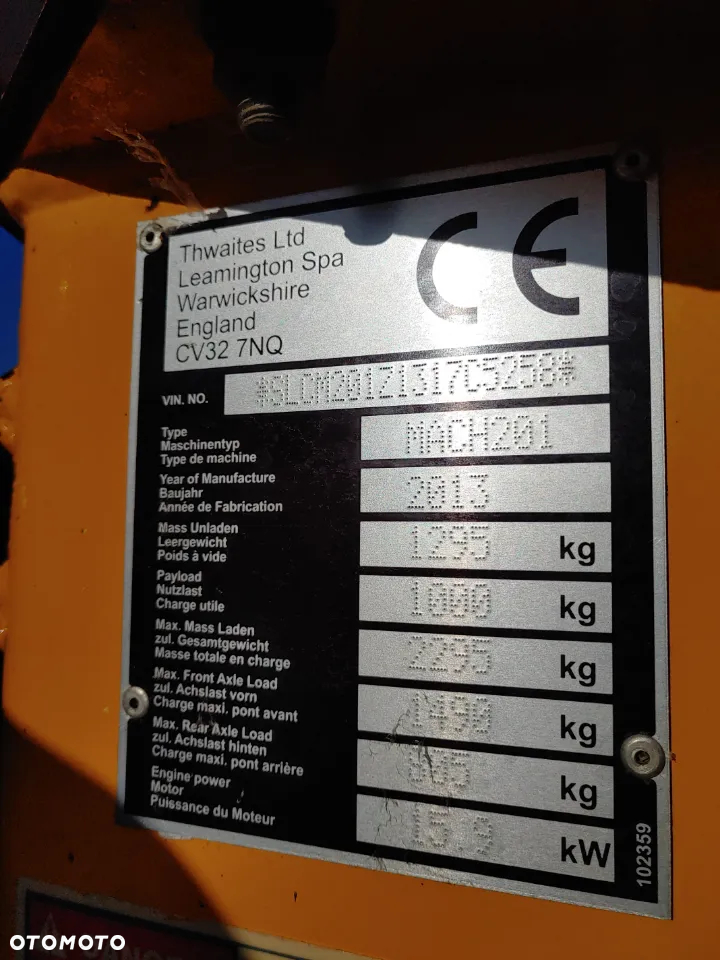 Thwaites Ltd
Leamington Spa
Warwickshire
England
CV32 7NQ
CE
VIN. NO. *SLCM201Z1317C5258*
Type
Maschinentyp
Type de machine
MACH201
Year of Manufacture
Baujahr
Année de Fabrication
2013
Mass Unladen
Leergewicht
Poids à vide
1295 kg
Payload
Nutzlast
Charge utile
1000 kg
Max. Mass Laden
zul. Gesamtgewicht
Masse totale en charge
2295 kg
Max. Front Axle Load
zul. Achslast vorn
Charge maxi. pont avant
1490 kg
Max. Rear Axle Load
zul. Achslast hinten
Charge maxi. pont arrière
805 kg
Engine power
Motor
Puissance du Moteur
kW
102359
OTOMOTO